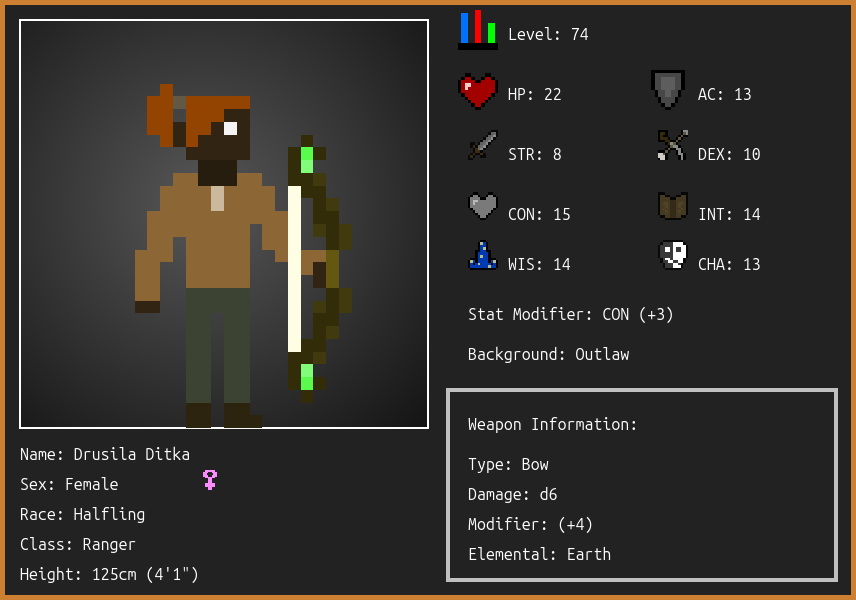 Level: 74
HP: 22
AC: 13
STR: 8
DEX: 10
CON: 15
INT: 14
WIS: 14
CHA: 13
Stat Modifier: CON (+3)
Background: Outlaw
Weapon Information:
Type: Bow
Damage: d6
Modifier: (+4)
Elemental: Earth
Name: Drusila Ditka
Sex: Female
Race: Halfling
Class: Ranger
Height: 125cm (4'1")